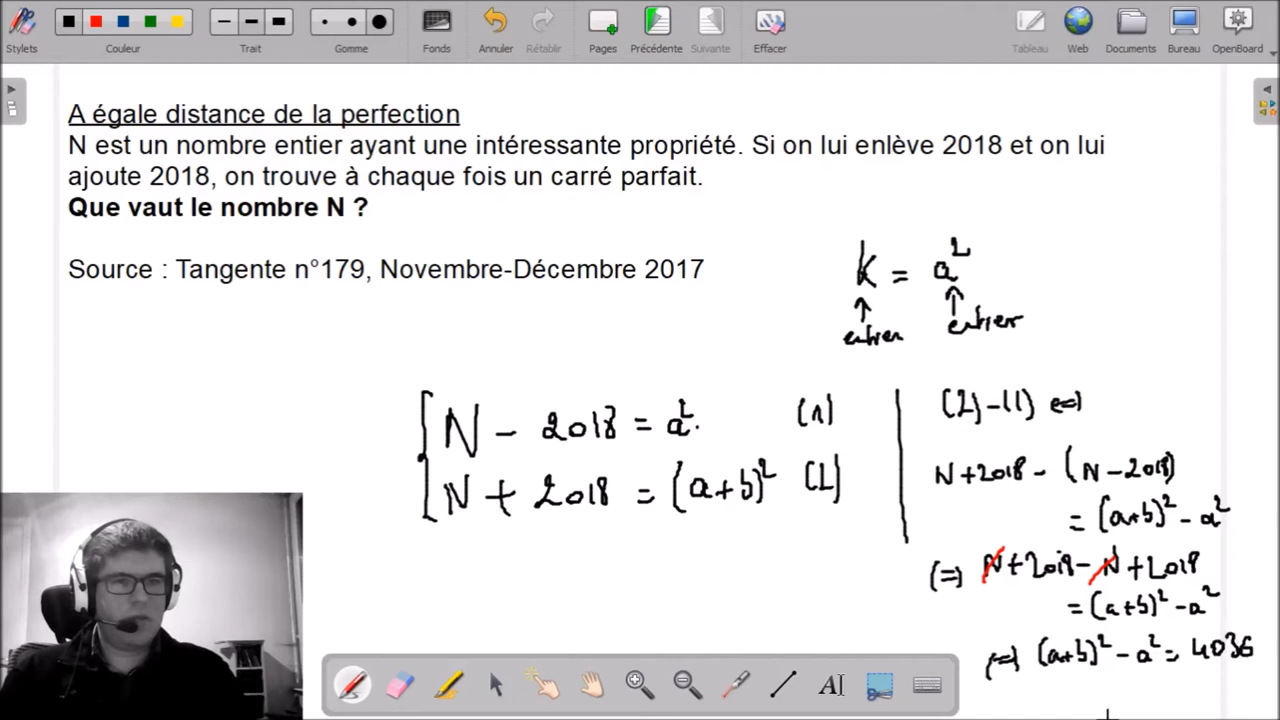 Stylets
Couleur
Trait
Gomme
Fonds
Annuler
Rétablir
Pages
Précédente
Suivante
Effacer
Tableau
Web
Documents
Bureau
OpenBoard
A égale distance de la perfection
N est un nombre entier ayant une intéressante propriété. Si on lui enlève 2018 et on lui
ajoute 2018, on trouve à chaque fois un carré parfait.
Que vaut le nombre N ?
Source : Tangente n°179, Novembre-Décembre 2017
K = a²
entier entier
N - 2018 = a² (1)
N + 2018 = (a+b)² (2)
(2)-(1) ⇔
N+2018 - (N-2018)
= (a+b)² - a²
⇔ N+2018-N+2018
= (a+b)² - a²
⇔ (a+b)² - a² = 4036